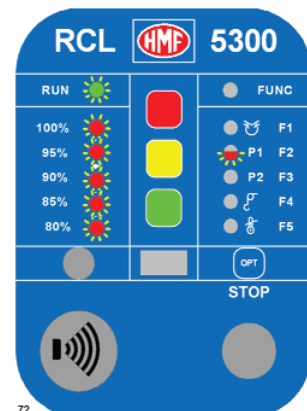 RCL HMF 5300
RUN FUNC
100% F1
95% P1 F2
90% P2 F3
85% F4
80% F5
OPT
STOP
72